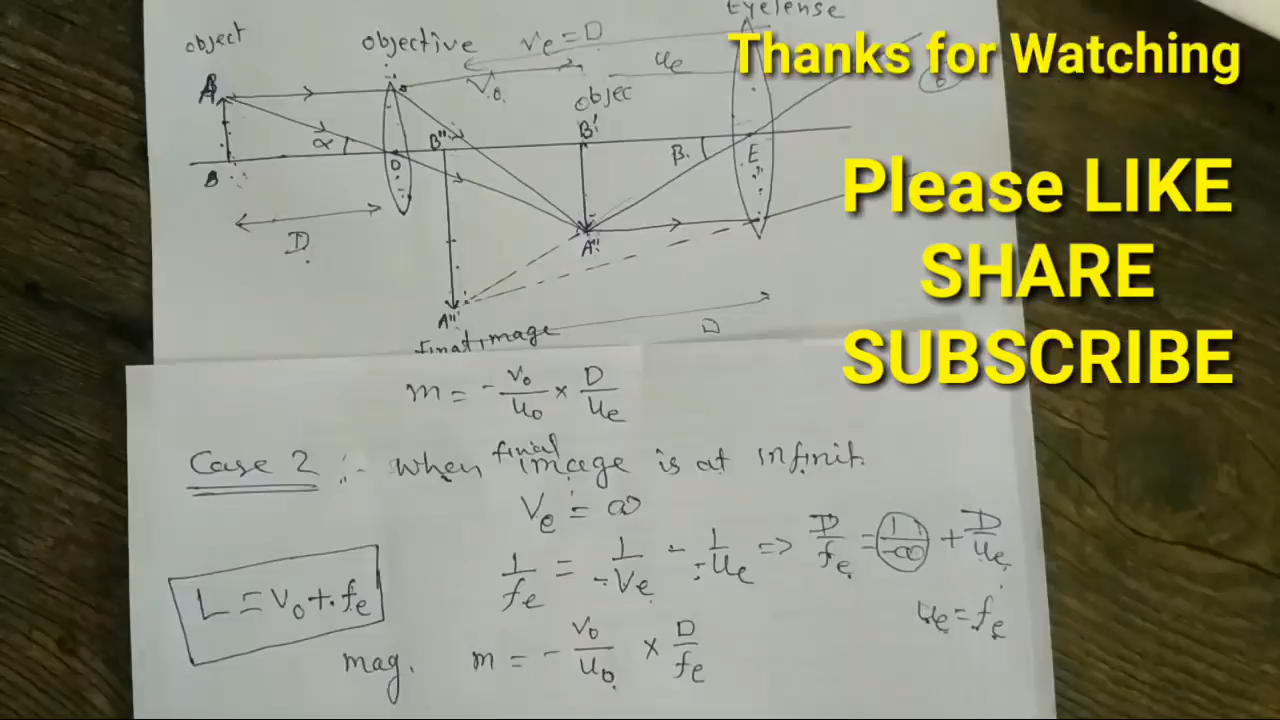 Eyelense
object
objective
Ve = D
ue
Vo
objec
A
B'
α
B"
β
E
O
B
D
A"
A'''
final image
D
m = - Vo/uo × D/ue
Case 2 :- when final image is at infinit.
Ve = ∞
1/fe = 1/-Ve - 1/-ue => D/fe = 1/-∞ + D/ue
L = Vo + fe
ue = fe
mag. m = - Vo/uo × D/fe
Thanks for Watching
Please LIKE
SHARE
SUBSCRIBE